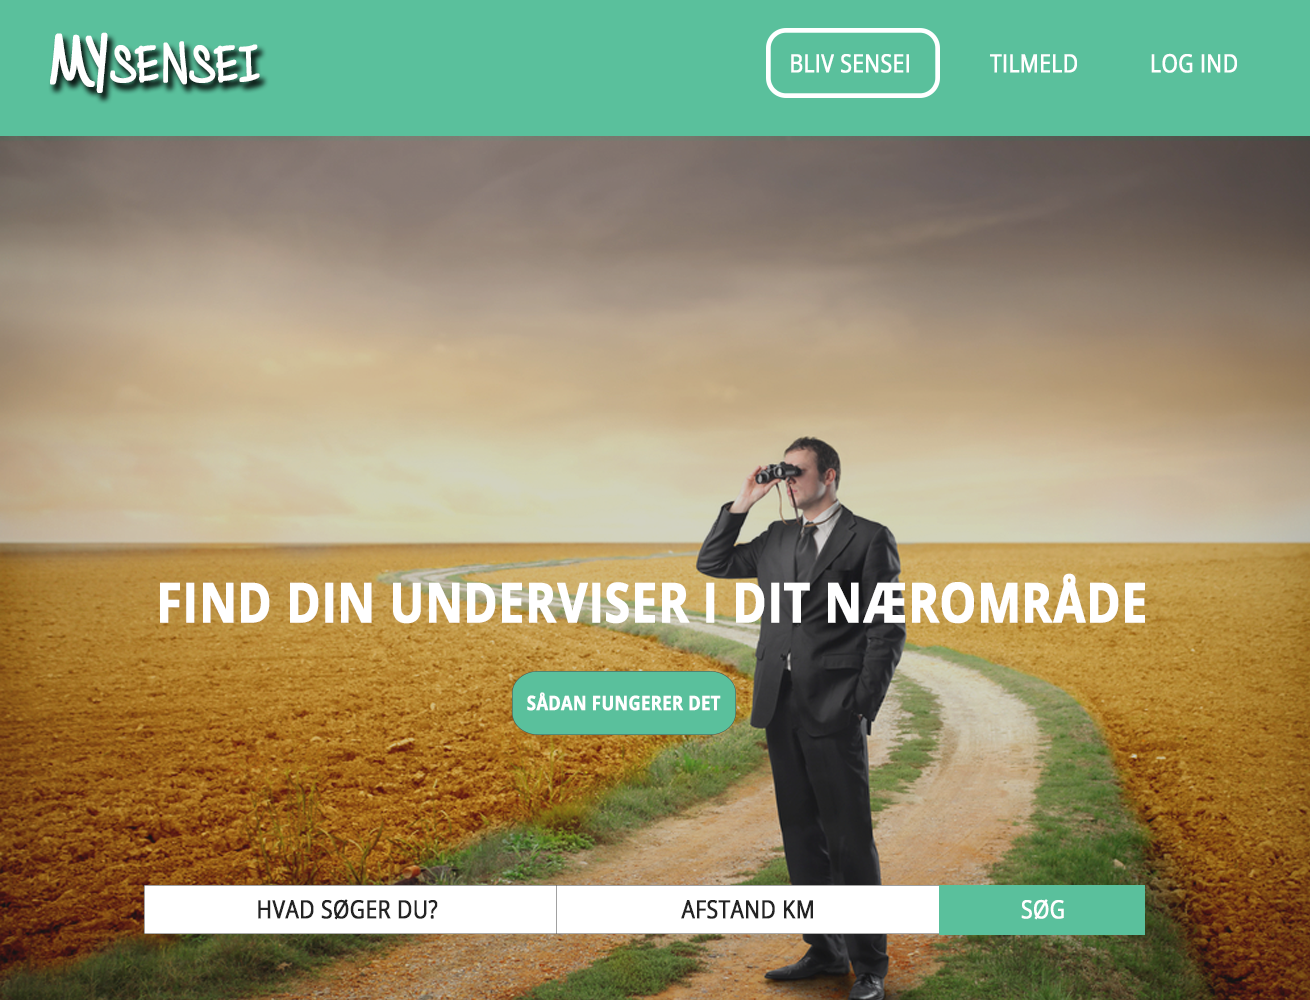 MYSENSEI
BLIV SENSEI
TILMELD
LOG IND
FIND DIN UNDERVISER I DIT NÆROMRÅDE
SÅDAN FUNGERER DET
HVAD SØGER DU?
AFSTAND KM
SØG